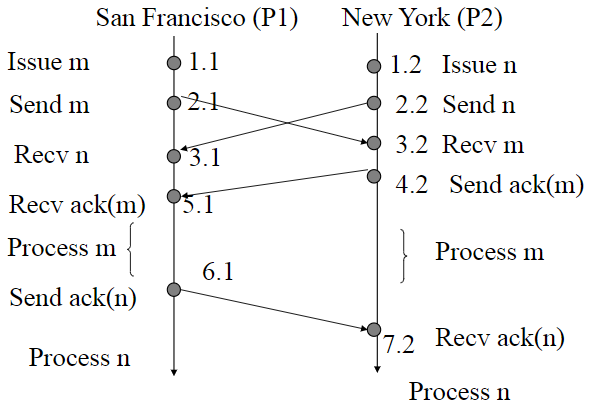 San Francisco (P1) New York (P2)
Issue m 1.1 1.2 Issue n
Send m 2.1 2.2 Send n
3.2 Recv m
Recv n 3.1
4.2 Send ack(m)
Recv ack(m) 5.1
Process m Process m
6.1
Send ack(n)
7.2 Recv ack(n)
Process n
Process n